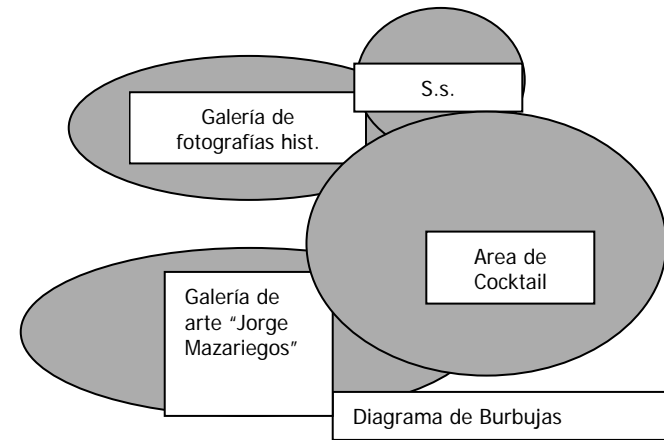 S.s.
Galería de
fotografías hist.
Area de
Cocktail
Galería de
arte “Jorge
Mazariegos”
Diagrama de Burbujas